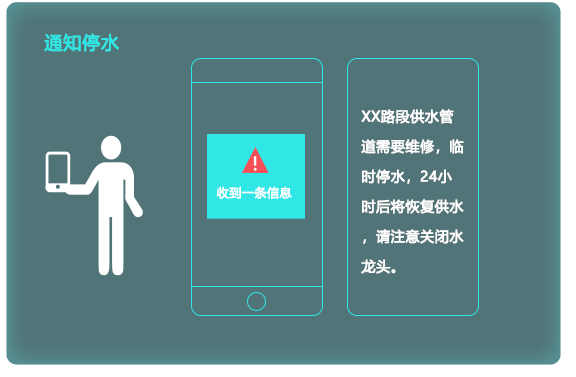 通知停水
收到一条信息
XX路段供水管
道需要维修，临
时停水，24小
时后将恢复供水
，请注意关闭水
龙头。